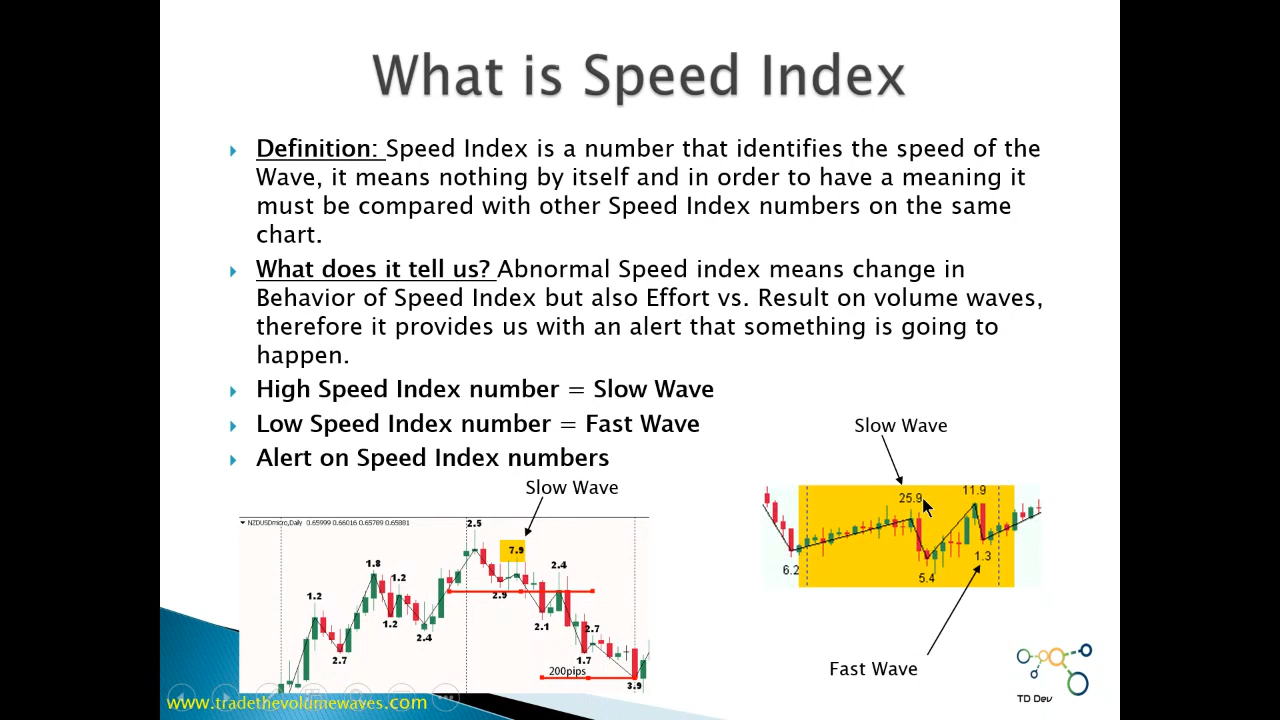 What is Speed Index
Definition: Speed Index is a number that identifies the speed of the
Wave, it means nothing by itself and in order to have a meaning it
must be compared with other Speed Index numbers on the same
chart.
What does it tell us? Abnormal Speed index means change in
Behavior of Speed Index but also Effort vs. Result on volume waves,
therefore it provides us with an alert that something is going to
happen.
High Speed Index number = Slow Wave
Low Speed Index number = Fast Wave
Alert on Speed Index numbers
Slow Wave
NZDUSDmicro,Daily 0.65999 0.66016 0.65789 0.65881
2.5
7.9
1.8
1.2
2.4
1.2
2.9
1.2
2.4
2.1
2.7
2.7
1.7
200pips
3.9
Slow Wave
25.9
11.9
6.2
5.4
1.3
Fast Wave
TD Dev
www.tradethevolumewaves.com